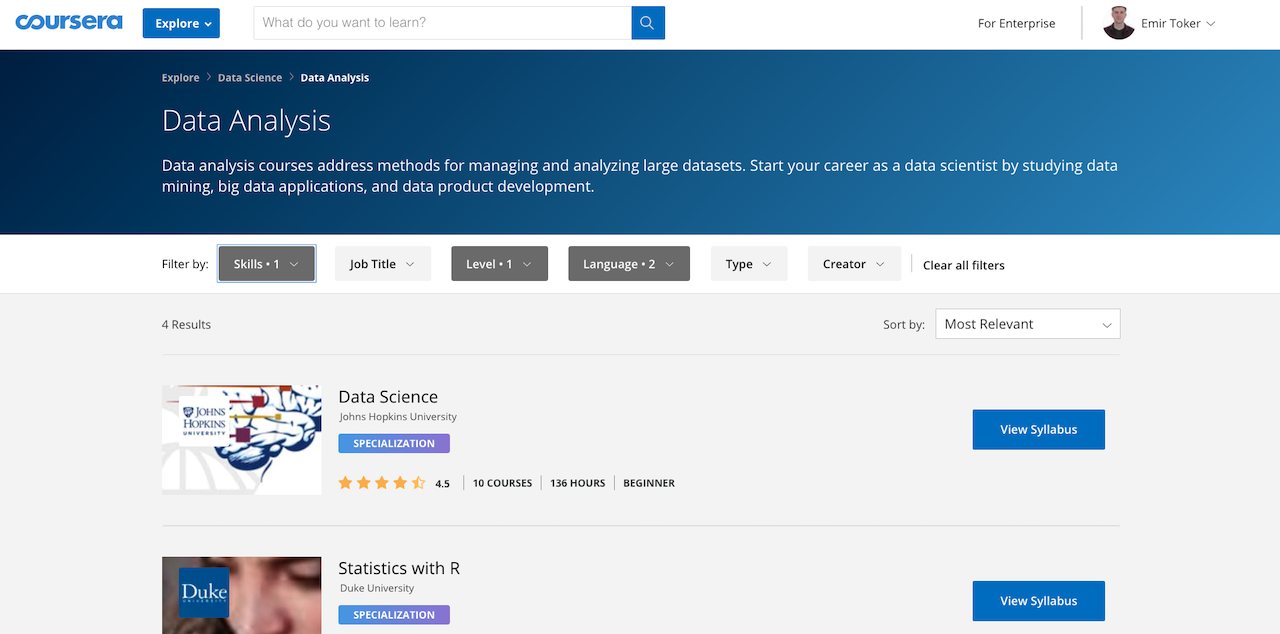 coursera
Explore
What do you want to learn?
For Enterprise
Emir Toker
Explore Data Science Data Analysis
Data Analysis
Data analysis courses address methods for managing and analyzing large datasets. Start your career as a data scientist by studying data
mining, big data applications, and data product development.
Filter by: Skills • 1 Job Title Level • 1 Language • 2 Type Creator Clear all filters
4 Results
Sort by: Most Relevant
JOHNS
HOPKINS
UNIVERSITY
Data Science
Johns Hopkins University
SPECIALIZATION
4.5 10 COURSES 136 HOURS BEGINNER
View Syllabus
Duke
UNIVERSITY
Statistics with R
Duke University
SPECIALIZATION
View Syllabus